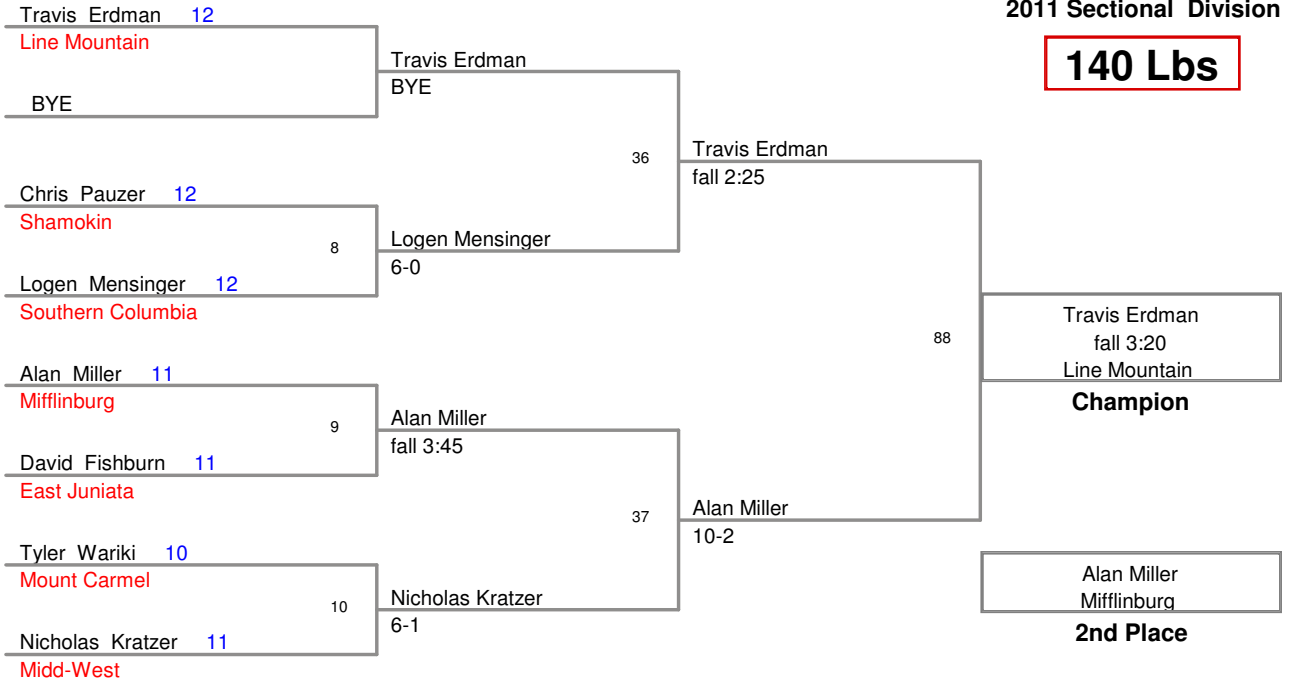 2011 Sectional Division
140 Lbs
Travis Erdman 12
Line Mountain
BYE
Chris Pauzer 12
Shamokin
8
Logen Mensinger 12
Southern Columbia
Alan Miller 11
Mifflinburg
9
David Fishburn 11
East Juniata
Tyler Wariki 10
Mount Carmel
10
Nicholas Kratzer 11
Midd-West
Travis Erdman
BYE
36
Logen Mensinger
6-0
Alan Miller
fall 3:45
37
Nicholas Kratzer
6-1
Travis Erdman
fall 2:25
88
Alan Miller
10-2
Travis Erdman
fall 3:20
Line Mountain
Champion
Alan Miller
Mifflinburg
2nd Place